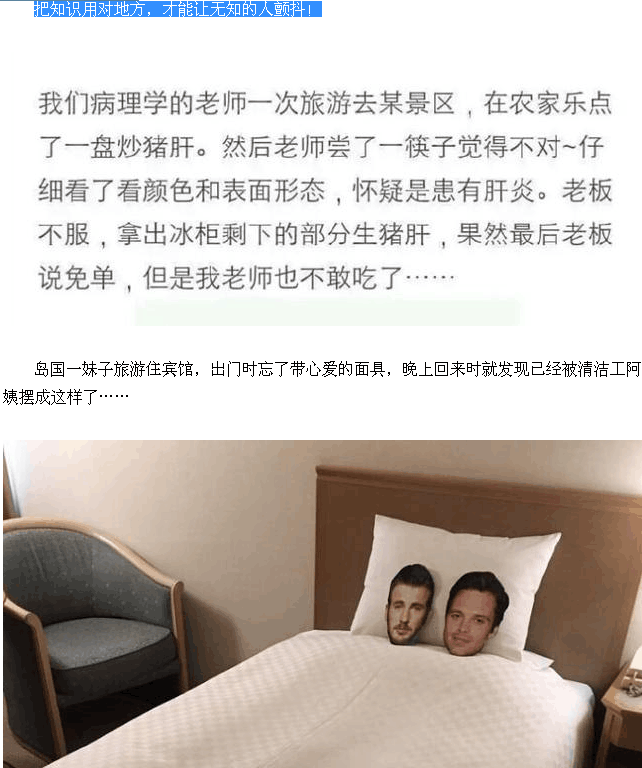 把知识用对地方，才能让无知的人颤抖！
我们病理学的老师一次旅游去某景区，在农家乐点
了一盘炒猪肝。然后老师尝了一筷子觉得不对~仔
细看了看颜色和表面形态，怀疑是患有肝炎。老板
不服，拿出冰柜剩下的部分生猪肝，果然最后老板
说免单，但是我老师也不敢吃了……
岛国一妹子旅游住宾馆，出门时忘了带心爱的面具，晚上回来时就发现已经被清洁工阿
姨摆成这样了……